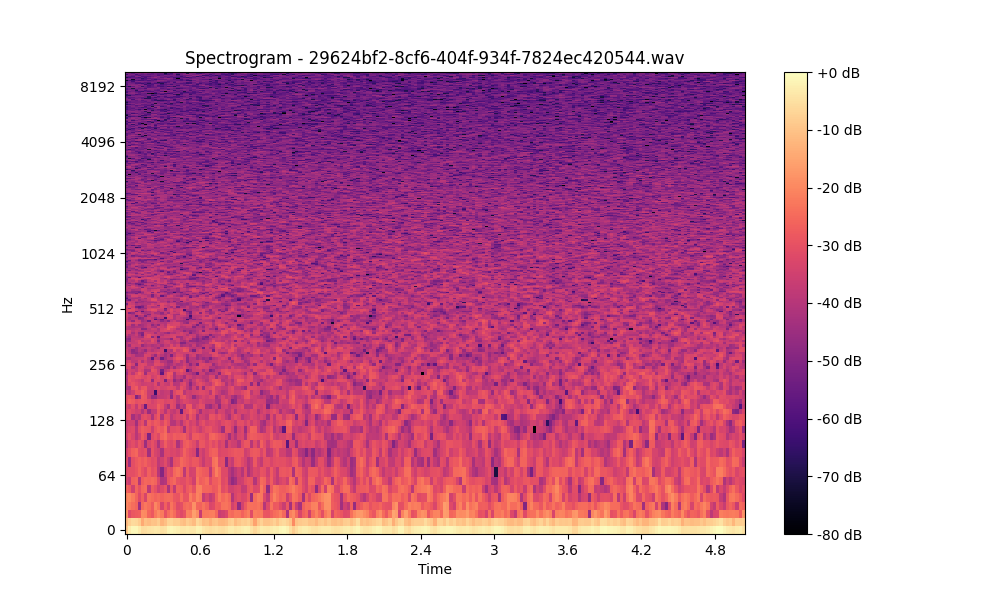 Spectrogram - 29624bf2-8cf6-404f-934f-7824ec420544.wav
Hz
8192
4096
2048
1024
512
256
128
64
0
0 0.6 1.2 1.8 2.4 3 3.6 4.2 4.8
Time
+0 dB
-10 dB
-20 dB
-30 dB
-40 dB
-50 dB
-60 dB
-70 dB
-80 dB